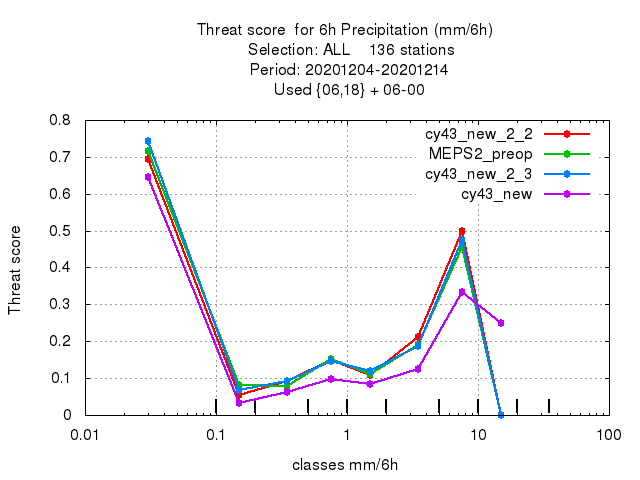 Threat score  for 6h Precipitation (mm/6h)
Selection: ALL    136 stations
Period: 20201204-20201214
Used {06,18} + 06-00
cy43_new_2_2
MEPS2_preop
cy43_new_2_3
cy43_new
Threat score
0.8
0.7
0.6
0.5
0.4
0.3
0.2
0.1
0
0.01 0.1 1 10 100
classes mm/6h